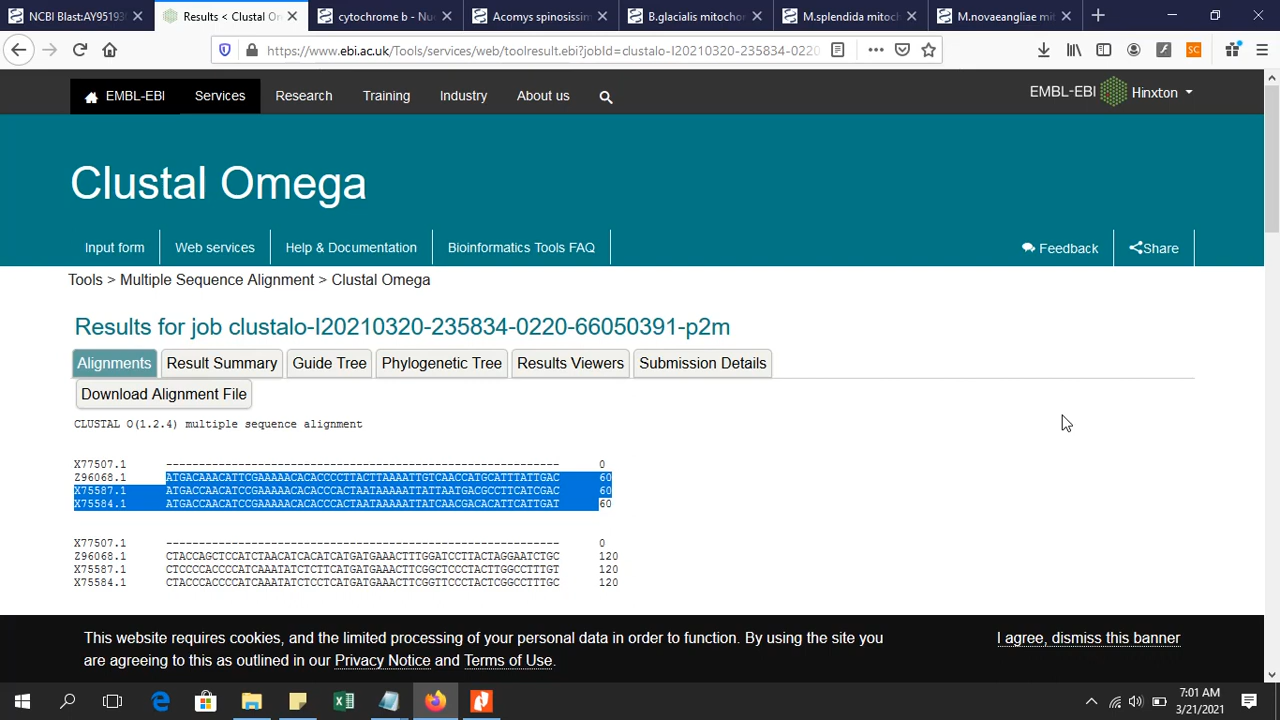 NCBI Blast:AY95193
Results < Clustal Om
cytochrome b - Nu
Acomys spinosissim
B.glacialis mitochon
M.splendida mitoch
M.novaeangliae mit
https://www.ebi.ac.uk/Tools/services/web/toolresult.ebi?jobId=clustalo-I20210320-235834-0220
EMBL-EBI Services Research Training Industry About us
EMBL-EBI Hinxton
Clustal Omega
Input form Web services Help & Documentation Bioinformatics Tools FAQ Feedback Share
Tools > Multiple Sequence Alignment > Clustal Omega
Results for job clustalo-I20210320-235834-0220-66050391-p2m
Alignments Result Summary Guide Tree Phylogenetic Tree Results Viewers Submission Details
Download Alignment File
CLUSTAL O(1.2.4) multiple sequence alignment
X77507.1 ------------------------------------------------------------ 0
Z96068.1 ATGACAAACATTCGAAAAACACACCCCTTACTTAAAATTGTCAACCATGCATTTATTGAC 60
X75587.1 ATGACCAACATCCGAAAAACACACCCACTAATAAAAATTATTAATGACGCCTTCATCGAC 60
X75584.1 ATGACCAACATCCGAAAAACACACCCACTAATAAAAATTATCAACGACACATTCATTGAT 60
X77507.1 ------------------------------------------------------------ 0
Z96068.1 CTACCAGCTCCATCTAACATCACATCATGATGAAACTTTGGATCCTTACTAGGAATCTGC 120
X75587.1 CTCCCCACCCCATCAAATATCTCTTCATGATGAAACTTCGGCTCCCTACTTGGCCTTTGT 120
X75584.1 CTACCCACCCCATCAAATATCTCCTCATGATGAAACTTCGGTTCCCTACTCGGCCTTTGC 120
This website requires cookies, and the limited processing of your personal data in order to function. By using the site you
are agreeing to this as outlined in our Privacy Notice and Terms of Use.
I agree, dismiss this banner
7:01 AM
3/21/2021